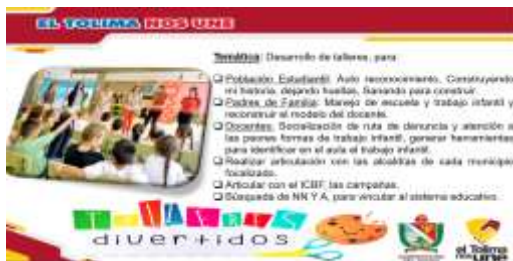 EL TOLIMA NOS UNE
Temática: Desarrollo de talleres, para
Población Estudiantil: Auto reconocimiento, Construyendo
mi historia, dejando huellas, Sanando para construir.
Padres de Familia: Manejo de escuela y trabajo infantil y
reconstruir el modelo del docente.
Docentes: Socialización de ruta de denuncia y atención a
las peores formas de trabajo infantil, generar herramientas
para identificar en el aula el trabajo infantil.
Realizar articulación con las alcaldías de cada municipio
focalizado.
Articular con el ICBF, las campañas.
Búsqueda de NN Y A, para vincular al sistema educativo.
TALLERES
divertidos
el Tolima
nos une